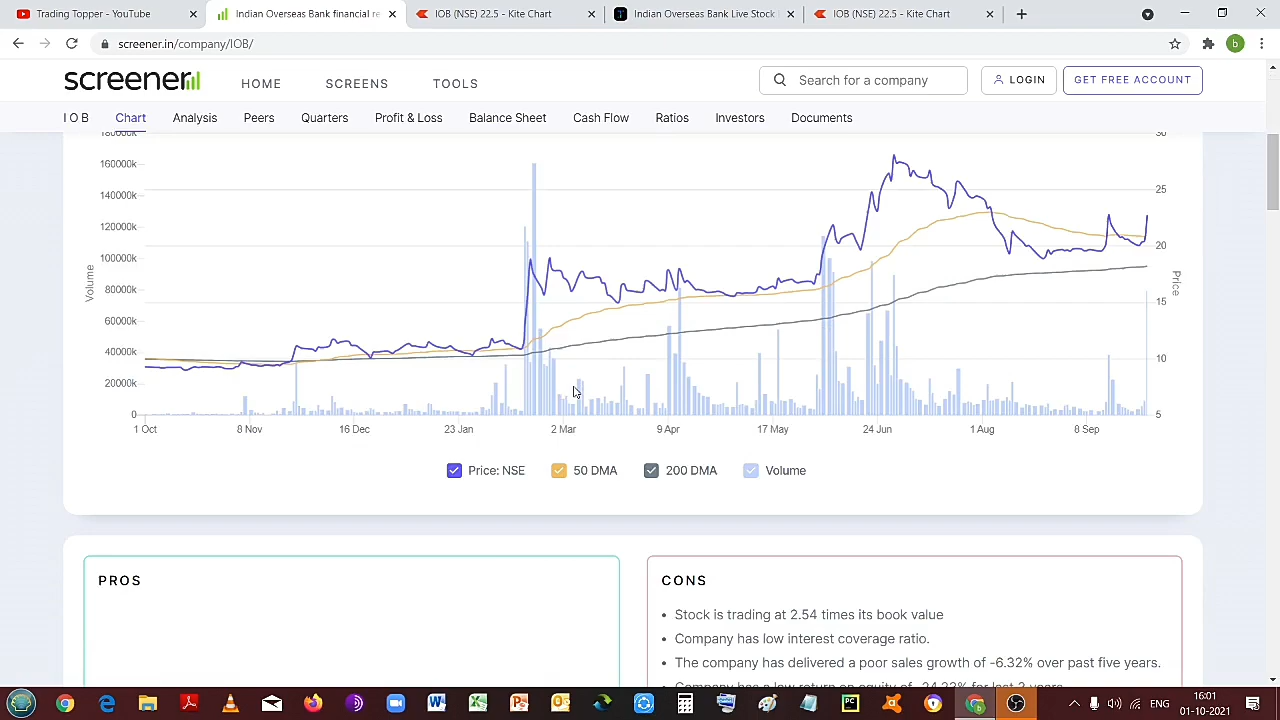 Trading Topper - YouTube
Indian Overseas Bank financial re
IOB(NSE) 22.5 - Kite Chart
Indian Overseas Bank Live Stock
IOB (NSE) 22.5 - Kite Chart
screener.in/company/IOB/
b
screener
HOME SCREENS TOOLS
Search for a company
LOGIN
GET FREE ACCOUNT
I O B Chart Analysis Peers Quarters Profit & Loss Balance Sheet Cash Flow Ratios Investors Documents
180000k 30
160000k
140000k 25
120000k
100000k 20
80000k
60000k 15
40000k 10
20000k
0 5
Volume
Price
1 Oct 8 Nov 16 Dec 23 Jan 2 Mar 9 Apr 17 May 24 Jun 1 Aug 8 Sep
Price: NSE 50 DMA 200 DMA Volume
PROS
CONS
Stock is trading at 2.54 times its book value
Company has low interest coverage ratio.
The company has delivered a poor sales growth of -6.32% over past five years.
ENG
16:01
01-10-2021